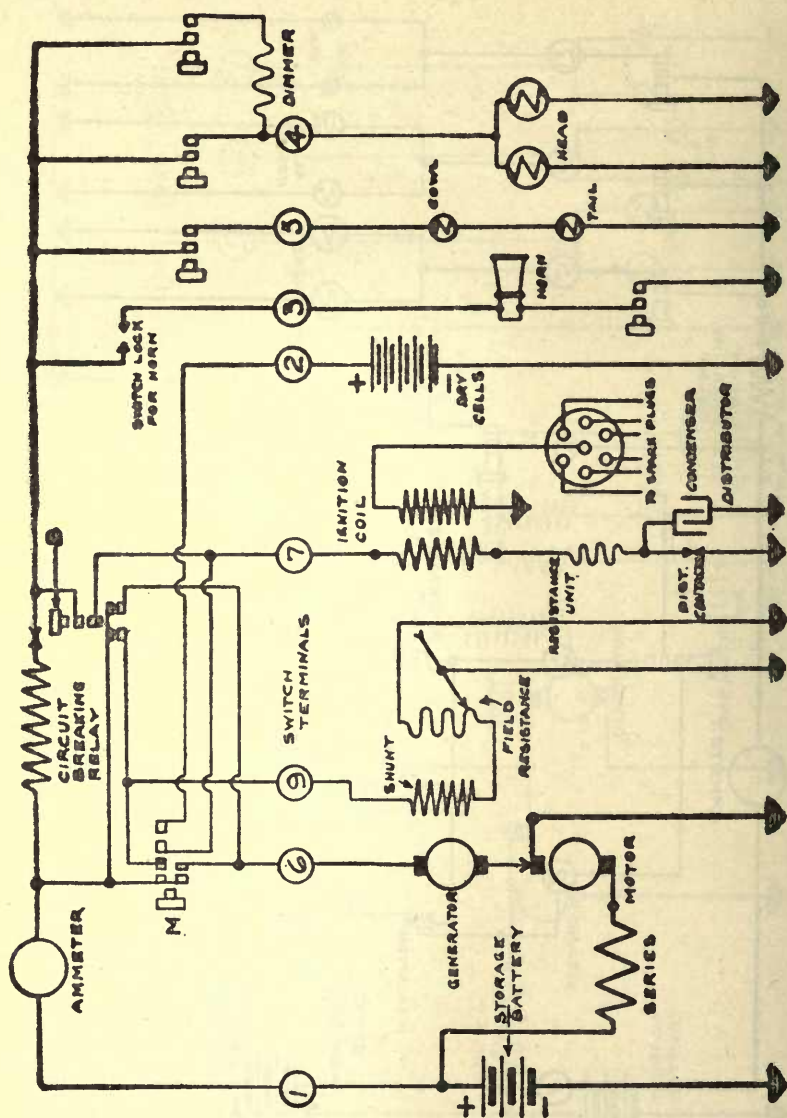 AMMETER
CIRCUIT
BREAKING
RELAY
SWITCH LOCK
FOR HORN
M
DIMMER
SWITCH
TERMINALS
1
6
9
7
2
3
3
4
IGNITION
COIL
+
-
DRY
CELLS
SHUNT
FIELD
RESISTANCE
COWL
GENERATOR
+
-
STORAGE
BATTERY
HORN
HEAD
TAIL
RESISTANCE
UNIT
MOTOR
SERIES
TO SPARK PLUGS
DIST.
CONTACTS
CONDENSER
DISTRIBUTOR